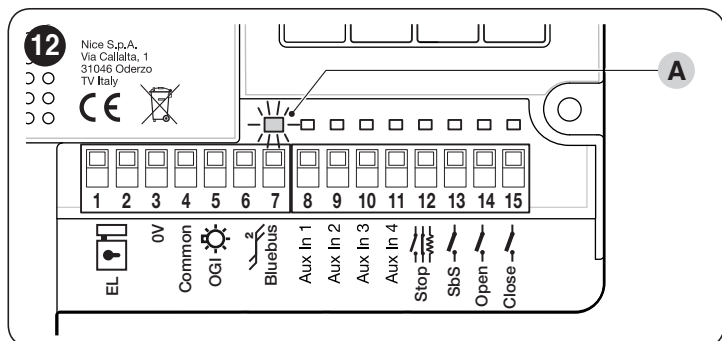 12
Nice S.p.A.
Via Callalta, 1
31046 Oderzo
TV Italy
CE
A
1 2 3 4 5 6 7 8 9 10 11 12 13 14 15
EL
0V
Common
OGI
2
Bluebus
Aux In 1
Aux In 2
Aux In 3
Aux In 4
Stop
SbS
Open
Close